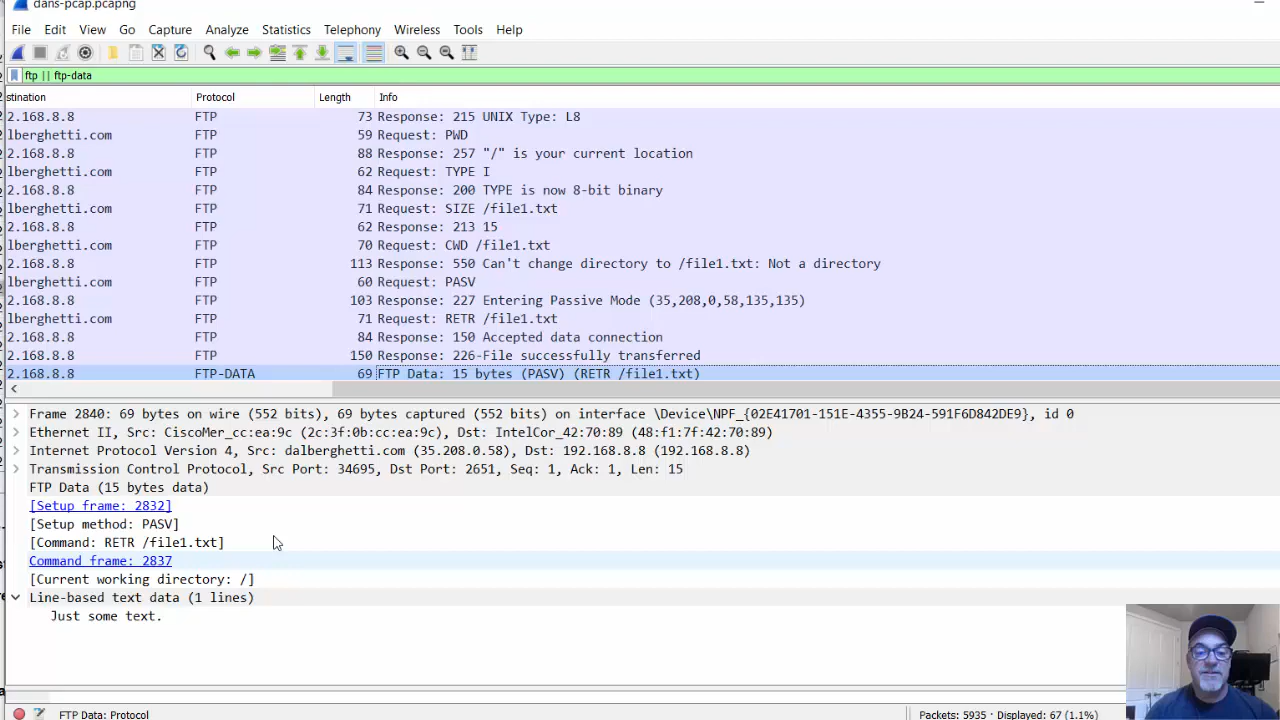 dans-pcap.pcapng
File Edit View Go Capture Analyze Statistics Telephony Wireless Tools Help
ftp || ftp-data
stination Protocol Length Info
2.168.8.8 FTP 73 Response: 215 UNIX Type: L8
lberghetti.com FTP 59 Request: PWD
2.168.8.8 FTP 88 Response: 257 "/" is your current location
lberghetti.com FTP 62 Request: TYPE I
2.168.8.8 FTP 84 Response: 200 TYPE is now 8-bit binary
lberghetti.com FTP 71 Request: SIZE /file1.txt
2.168.8.8 FTP 62 Response: 213 15
lberghetti.com FTP 70 Request: CWD /file1.txt
2.168.8.8 FTP 113 Response: 550 Can't change directory to /file1.txt: Not a directory
lberghetti.com FTP 60 Request: PASV
2.168.8.8 FTP 103 Response: 227 Entering Passive Mode (35,208,0,58,135,135)
lberghetti.com FTP 71 Request: RETR /file1.txt
2.168.8.8 FTP 84 Response: 150 Accepted data connection
2.168.8.8 FTP 150 Response: 226-File successfully transferred
2.168.8.8 FTP-DATA 69 FTP Data: 15 bytes (PASV) (RETR /file1.txt)
Frame 2840: 69 bytes on wire (552 bits), 69 bytes captured (552 bits) on interface \Device\NPF_{02E41701-151E-4355-9B24-591F6D842DE9}, id 0
Ethernet II, Src: CiscoMer_cc:ea:9c (2c:3f:0b:cc:ea:9c), Dst: IntelCor_42:70:89 (48:f1:7f:42:70:89)
Internet Protocol Version 4, Src: dalberghetti.com (35.208.0.58), Dst: 192.168.8.8 (192.168.8.8)
Transmission Control Protocol, Src Port: 34695, Dst Port: 2651, Seq: 1, Ack: 1, Len: 15
FTP Data (15 bytes data)
[Setup frame: 2832]
[Setup method: PASV]
[Command: RETR /file1.txt]
Command frame: 2837
[Current working directory: /]
Line-based text data (1 lines)
Just some text.
FTP Data: Protocol Packets: 5935 · Displayed: 67 (1.1%)